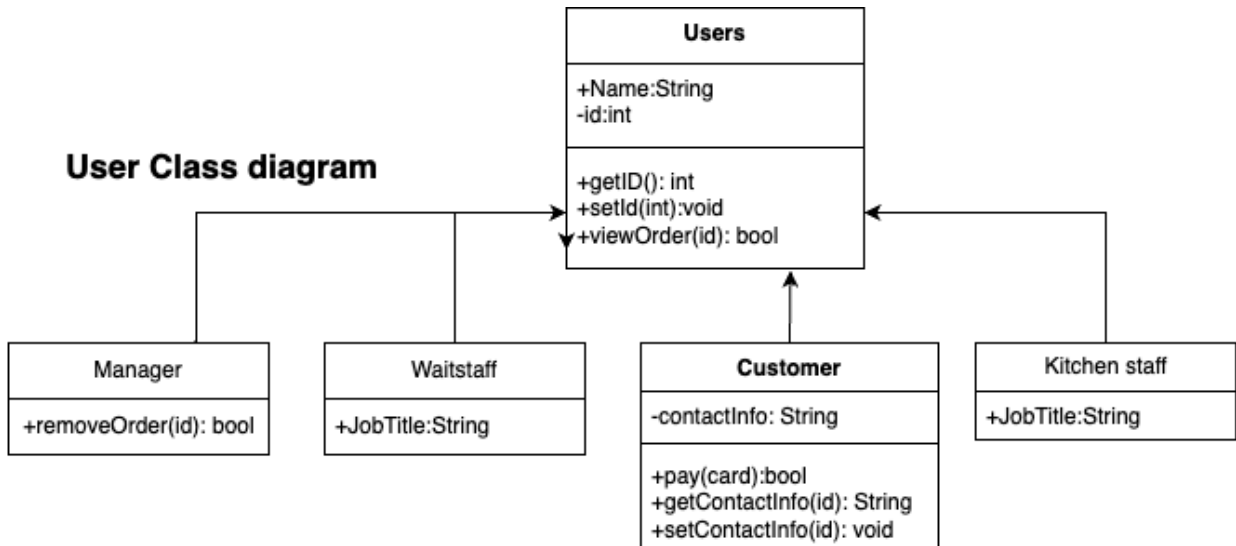 Users
+Name:String
-id:int
User Class diagram
+getID(): int
+setId(int):void
+viewOrder(id): bool
Manager
+removeOrder(id): bool
Waitstaff
+JobTitle:String
Customer
-contactInfo: String
+pay(card):bool
+getContactInfo(id): String
+setContactInfo(id): void
Kitchen staff
+JobTitle:String